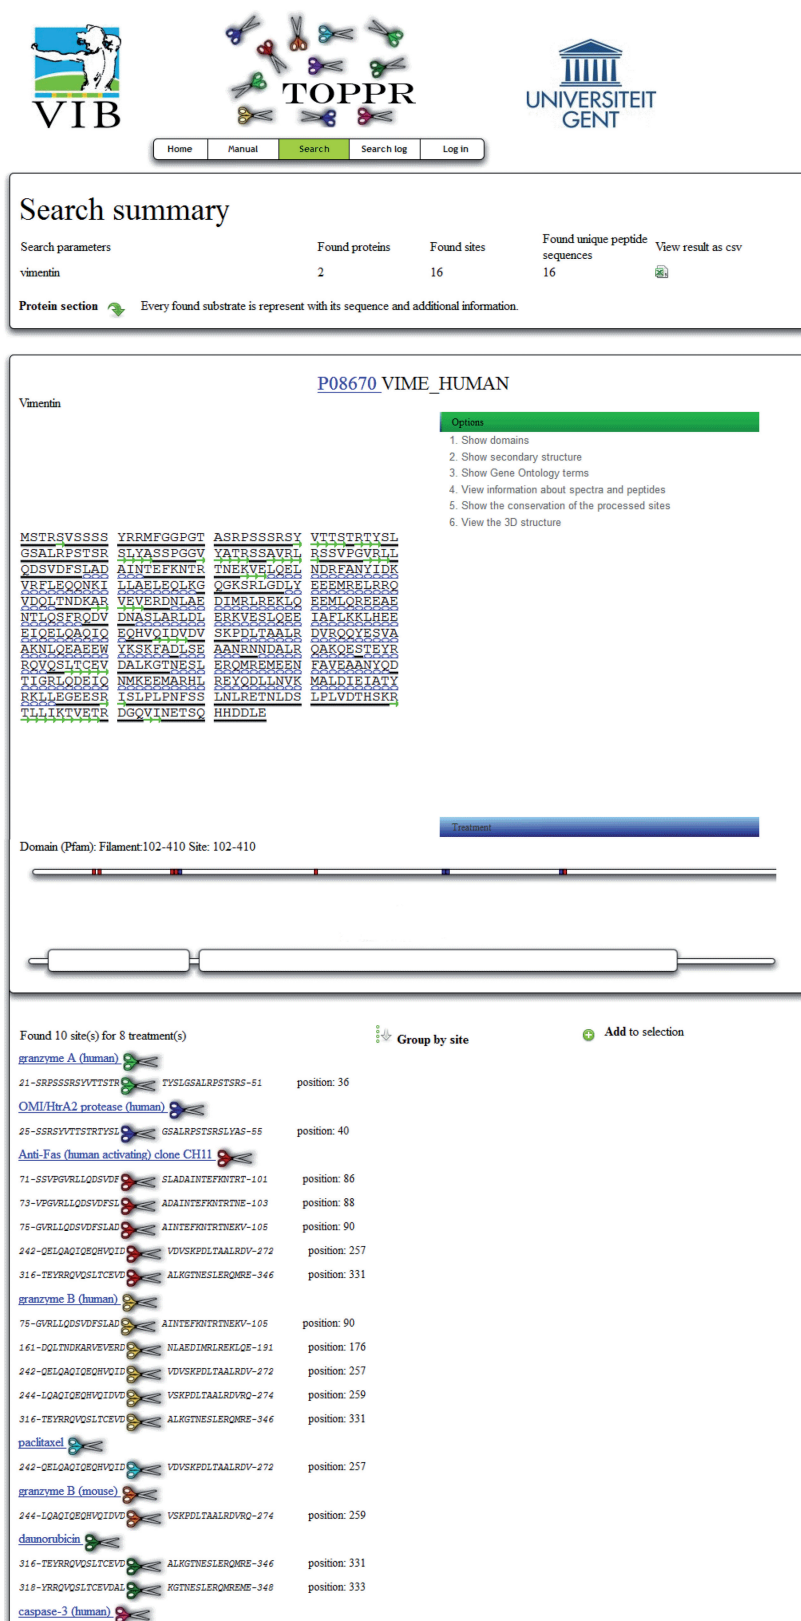 VIB
TOPPR
UNIVERSITEIT
GENT
Home Manual Search Search log Log in
Search summary
Search parameters Found proteins Found sites Found unique peptide sequences View result as csv
vimentin 2 16 16
Protein section Every found substrate is represent with its sequence and additional information.
P08670 VIME_HUMAN
Vimentin
Options
1. Show domains
2. Show secondary structure
3. Show Gene Ontology terms
4. View information about spectra and peptides
5. Show the conservation of the processed sites
6. View the 3D structure
MSTRSVSSSS YRRMFGGPGT ASRPSSSRSY VTTSTRTYSL
GSALRPSTSR SLYASSPGGV YATRSSAVRL RSSVPGVRLL
QDSVDFSLAD AINTEFKNTR TNEKVELQEL NDRFANYIDK
VRFLEQQNKI LLAELEQLKG QGKSRLGDLY EEEMRELRRQ
VDQLTNDKAR VEVERDNLAE DIMRLREKLQ EEMLQREEAE
NTLQSFRQDV DNASLARLDL ERKVESLQEE IAFLKKLHEE
EIQELQAQIQ EQHVQIDVDV SKPDLTAALR DVRQQYESVA
AKNLQEAEEW YKSKFADLSE AANRNNDALR QAKQESTEYR
RQVQSLTCEV DALKGTNESL ERQMREMEEN FAVEAANYQD
TIGRLQDEIQ NMKEEMARHL REYQDLLNVK MALDIEIATY
RKLLEGEESR ISLPLPNFSS LNLRETNLDS LPLVDTHSKR
TLLIKTVETR DGQVINETSQ HHDDLE
Treatment
Domain (Pfam): Filament:102-410 Site: 102-410
Found 10 site(s) for 8 treatment(s) Group by site Add to selection
granzyme A (human)
21-SRPSSSRSYVTTSTR TYSLGSALRPSTSRS-51 position: 36
OMI/HtrA2 protease (human)
25-SSRSYVTTSTRTYSL GSALRPSTSRSLYAS-55 position: 40
Anti-Fas (human activating) clone CH11
71-SSVPGVRLLQDSVDF SLADAINTEFKNTRT-101 position: 86
73-VPGVRLLQDSVDFSL ADAINTEFKNTRTNE-103 position: 88
75-GVRLLQDSVDFSLAD AINTEFKNTRTNEKV-105 position: 90
242-QELQAQIQEQHVQID VDVSKPDLTAALRDV-272 position: 257
316-TEYRRQVQSLTCEVD ALKGTNESLERQMRE-346 position: 331
granzyme B (human)
75-GVRLLQDSVDFSLAD AINTEFKNTRTNEKV-105 position: 90
161-DQLTNDKARVEVERD NLAEDIMRLREKLQE-191 position: 176
242-QELQAQIQEQHVQID VDVSKPDLTAALRDV-272 position: 257
244-LQAQIQEQHVQIDVD VSKPDLTAALRDVRQ-274 position: 259
316-TEYRRQVQSLTCEVD ALKGTNESLERQMRE-346 position: 331
paclitaxel
242-QELQAQIQEQHVQID VDVSKPDLTAALRDV-272 position: 257
granzyme B (mouse)
244-LQAQIQEQHVQIDVD VSKPDLTAALRDVRQ-274 position: 259
daunorubicin
316-TEYRRQVQSLTCEVD ALKGTNESLERQMRE-346 position: 331
318-YRRQVQSLTCEVDAL KGTNESLERQMREME-348 position: 333
caspase-3 (human)